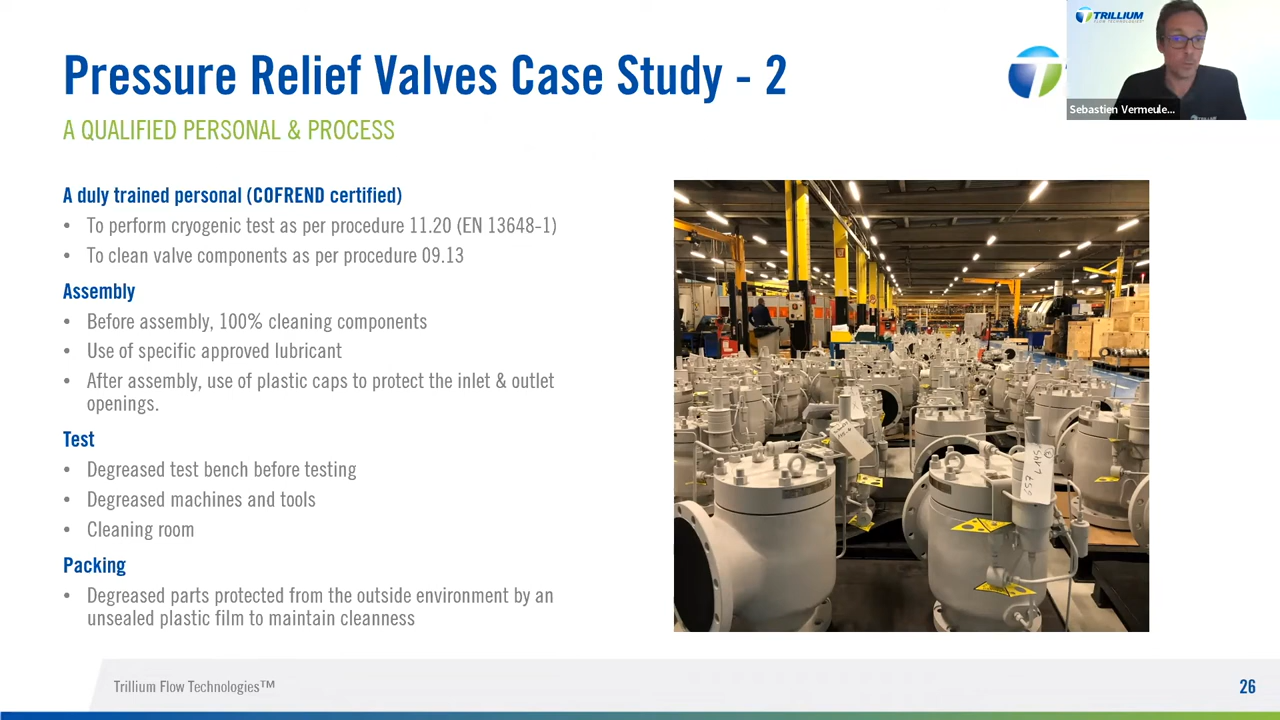 Pressure Relief Valves Case Study - 2
A QUALIFIED PERSONAL & PROCESS
TRILLIUM
FLOW TECHNOLOGIES
Sebastien Vermeule...
A duly trained personal (COFREND certified)
• To perform cryogenic test as per procedure 11.20 (EN 13648-1)
• To clean valve components as per procedure 09.13
Assembly
• Before assembly, 100% cleaning components
• Use of specific approved lubricant
• After assembly, use of plastic caps to protect the inlet & outlet
openings.
Test
• Degreased test bench before testing
• Degreased machines and tools
• Cleaning room
Packing
• Degreased parts protected from the outside environment by an
unsealed plastic film to maintain cleanness
Trillium Flow Technologies™
26